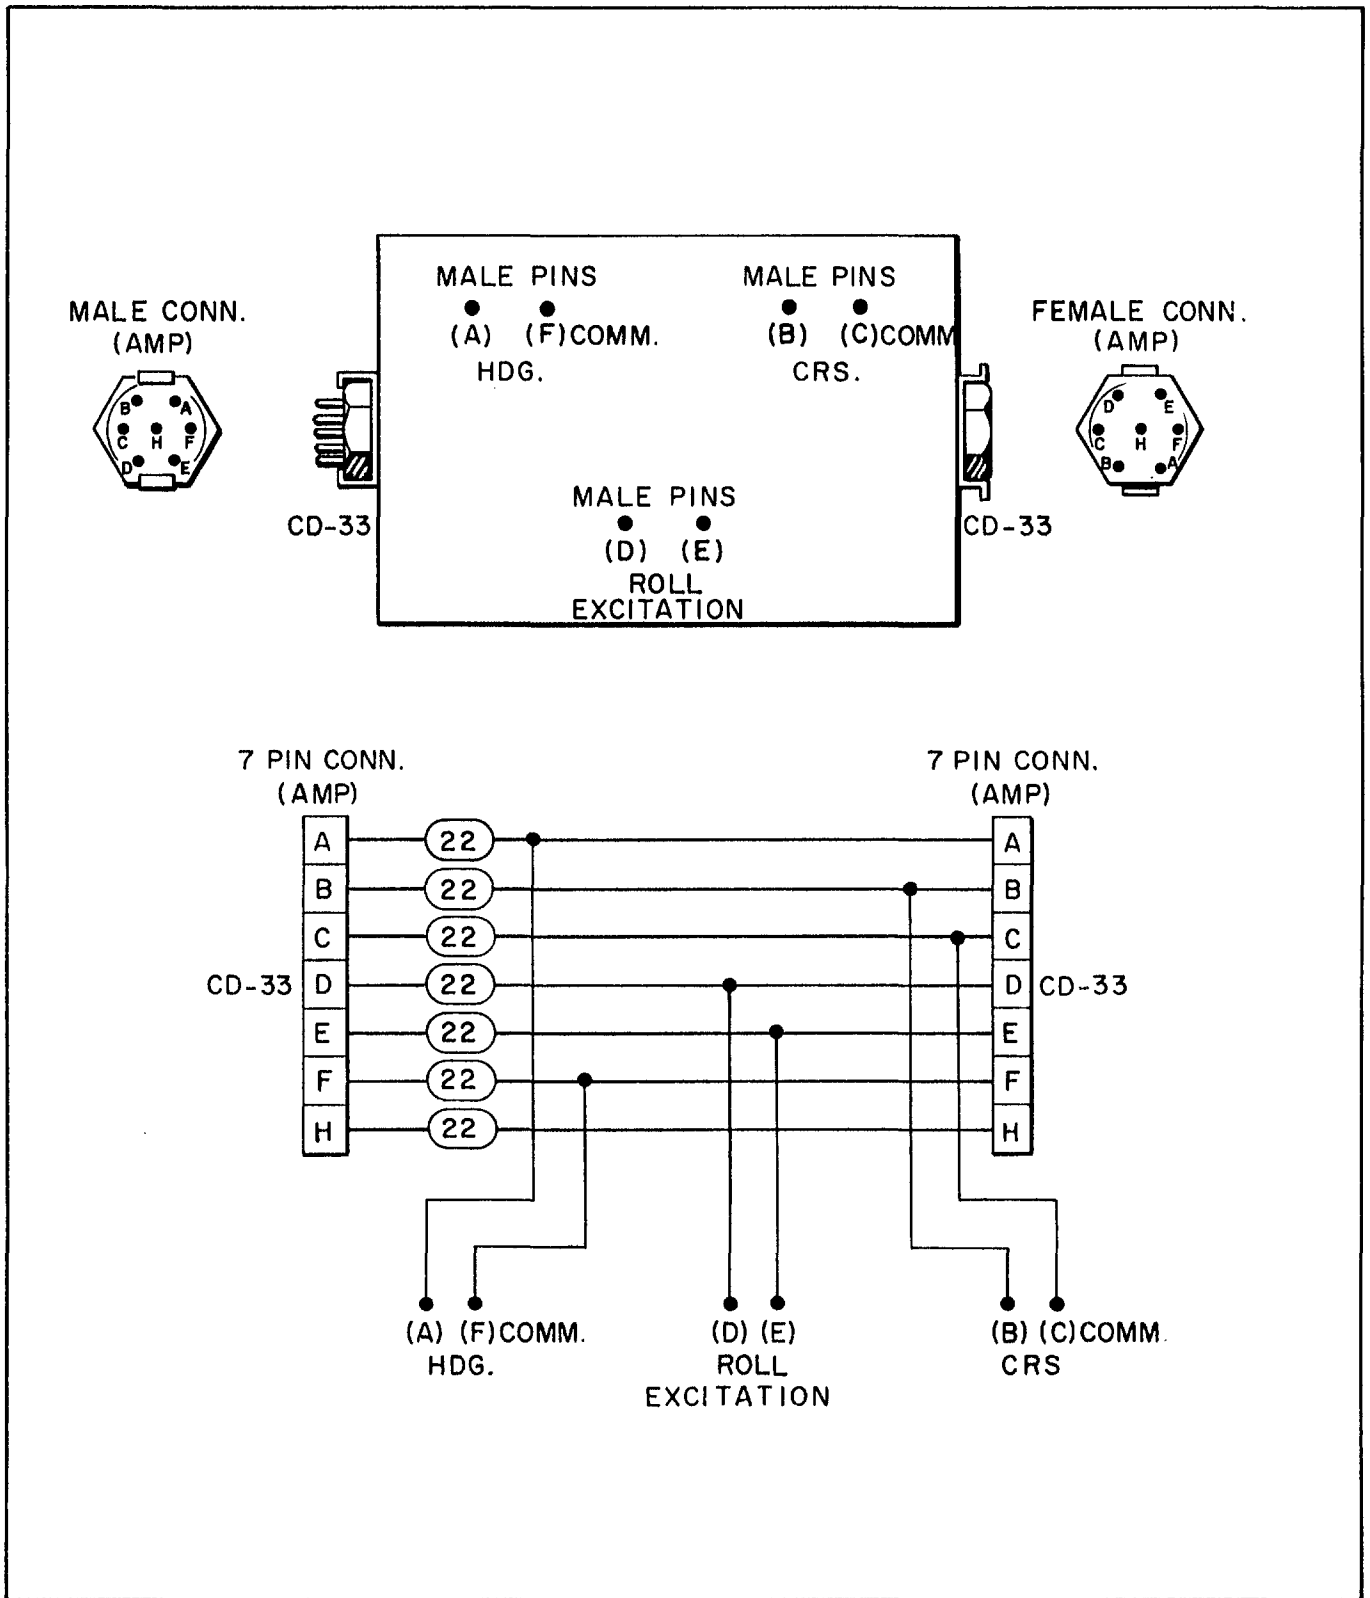 MALE PINS
(A) (F) COMM.
HDG.
MALE PINS
(B) (C) COMM
CRS.
MALE CONN.
(AMP)
B A
C H F
D E
CD-33
FEMALE CONN.
(AMP)
D E
C H F
B A
CD-33
MALE PINS
(D) (E)
ROLL
EXCITATION
7 PIN CONN.
(AMP)
7 PIN CONN.
(AMP)
A 22 A
B 22 B
C 22 C
CD-33 D 22 D CD-33
E 22 E
F 22 F
H 22 H
(A) (F) COMM.
HDG.
(D) (E)
ROLL
EXCITATION
(B) (C) COMM.
CRS